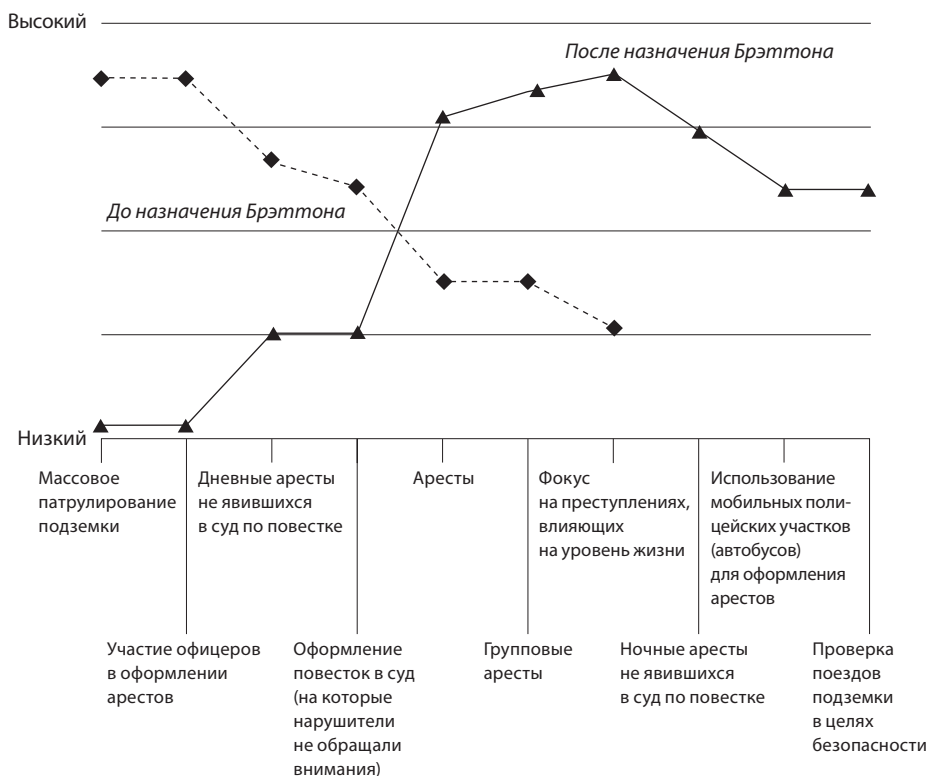 Высокий
После назначения Брэттона
До назначения Брэттона
Низкий
Массовое
патрулирование
подземки
Дневные аресты
не явившихся
в суд по повестке
Аресты
Фокус
на преступлениях,
влияющих
на уровень жизни
Использование
мобильных поли-
цейских участков
(автобусов)
для оформления
арестов
Участие офицеров
в оформлении
арестов
Оформление
повесток в суд
(на которые
нарушители
не обращали
внимания)
Групповые
аресты
Ночные аресты
не явившихся
в суд по повестке
Проверка
поездов
подземки
в целях
безопасности